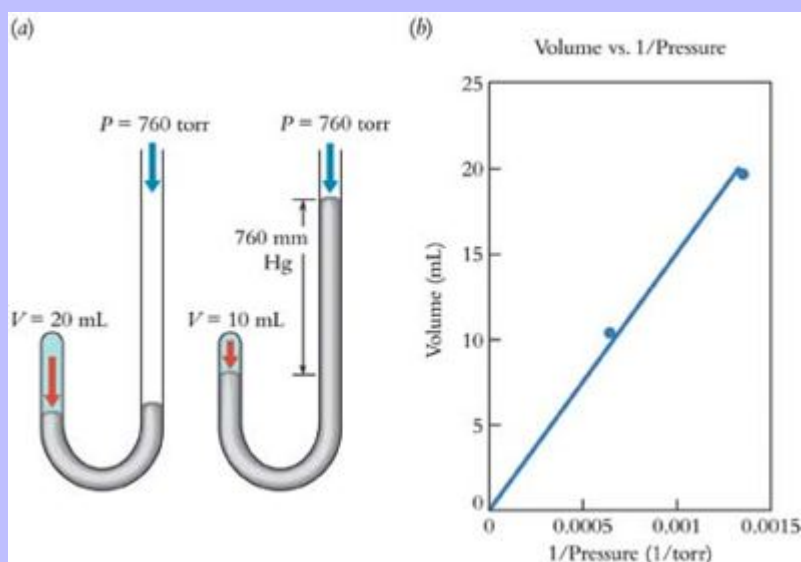 (a)
P = 760 torr
P = 760 torr
760 mm
Hg
V = 20 mL
V = 10 mL
(b)
Volume vs. 1/Pressure
25
20
15
10
5
0
Volume (mL)
0
0.0005
0.001
0.0015
1/Pressure (1/torr)